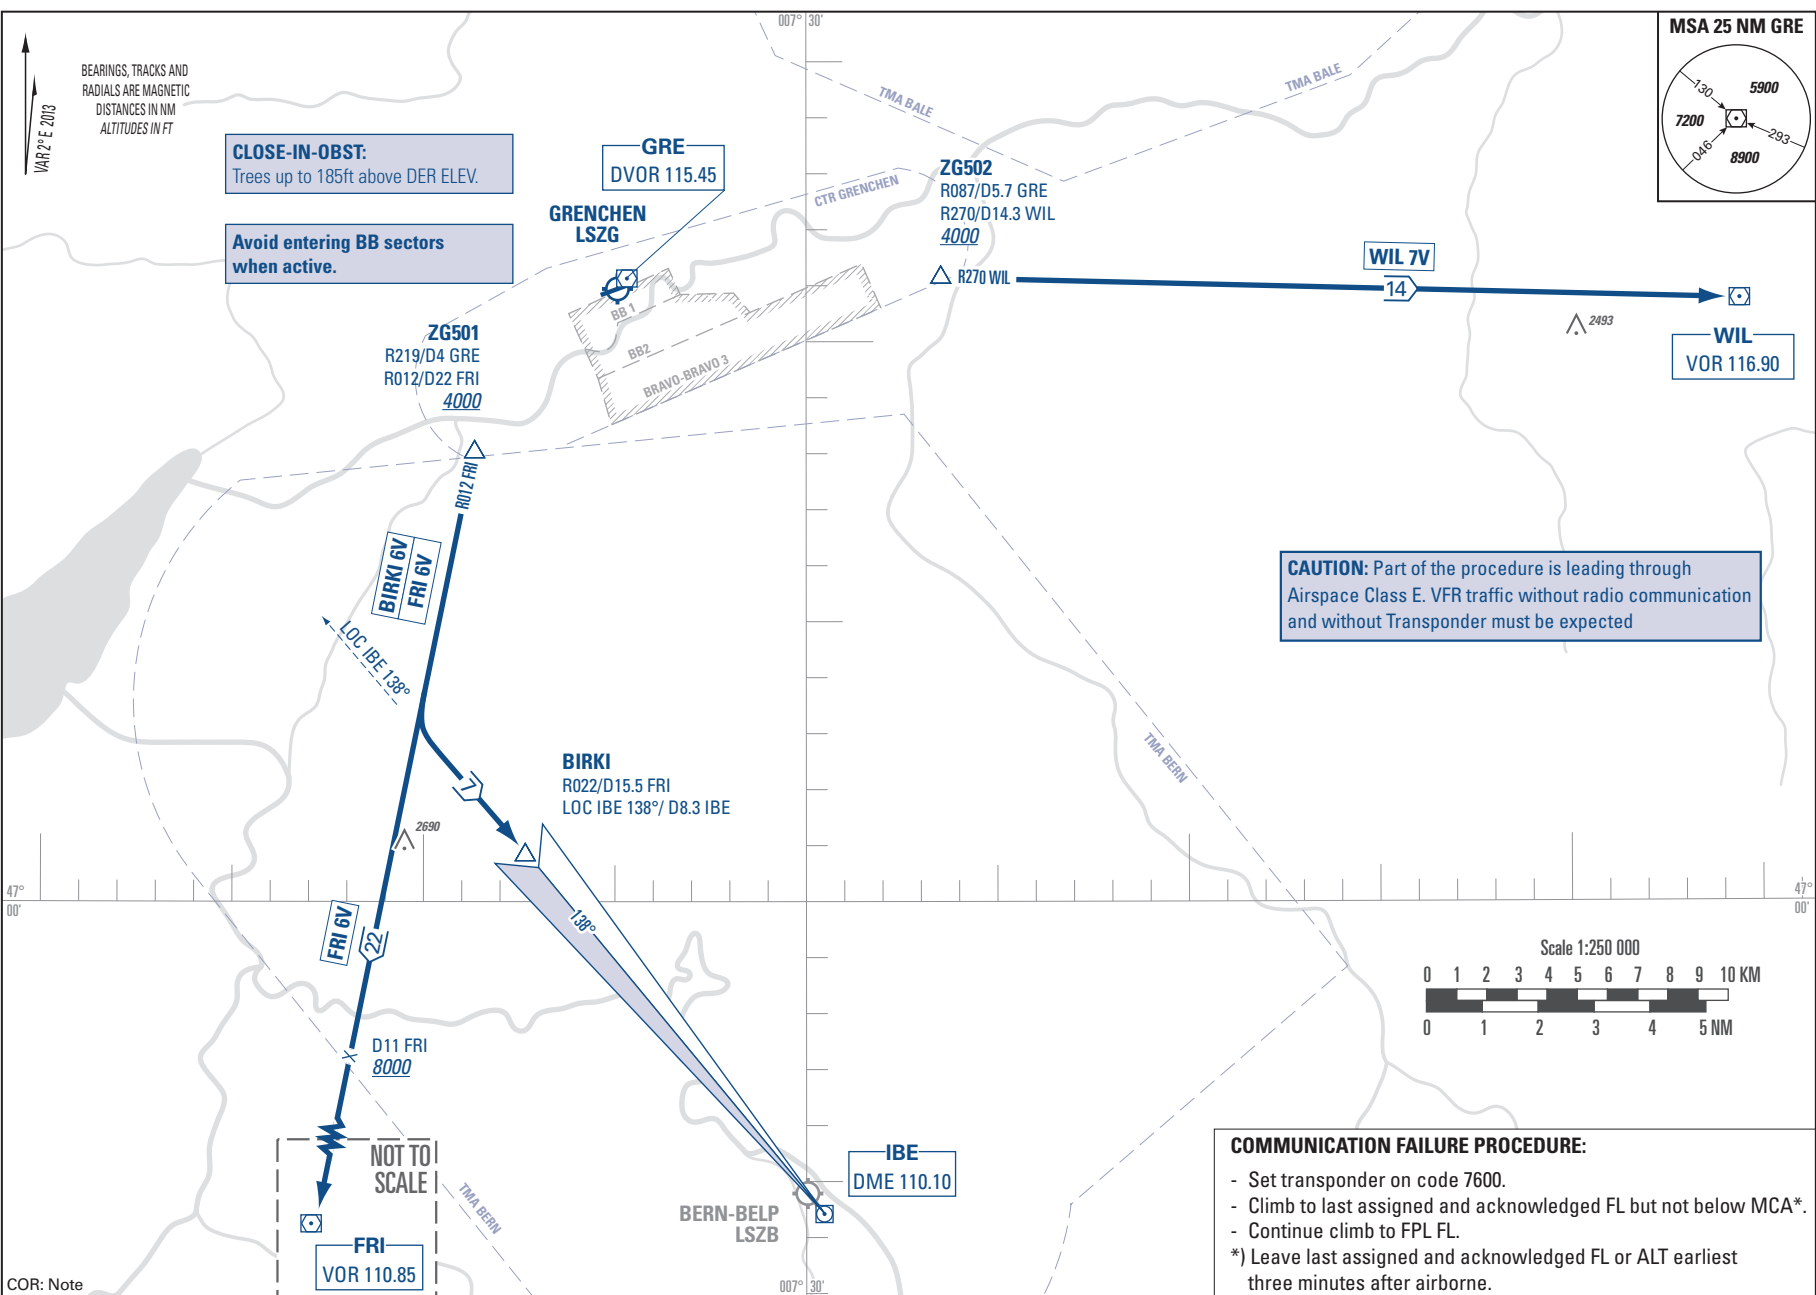 007° 30'
VAR 2° E 2013
BEARINGS, TRACKS AND
RADIALS ARE MAGNETIC
DISTANCES IN NM
ALTITUDES IN FT
MSA 25 NM GRE
130
5900
7200
293
046
8900
TMA BALE
TMA BALE
CLOSE-IN-OBST:
Trees up to 185ft above DER ELEV.
Avoid entering BB sectors
when active.
GRE
DVOR 115.45
GRENCHEN
LSZG
CTR GRENCHEN
ZG502
R087/D5.7 GRE
R270/D14.3 WIL
4000
R270 WIL
WIL 7V
14
2493
WIL
VOR 116.90
BB 1
BB2
BRAVO-BRAVO 3
ZG501
R219/D4 GRE
R012/D22 FRI
4000
R012 FRI
BIRKI 6V
FRI 6V
LOC IBE 138°
CAUTION: Part of the procedure is leading through
Airspace Class E. VFR traffic without radio communication
and without Transponder must be expected
TMA BERN
7
BIRKI
R022/D15.5 FRI
LOC IBE 138°/ D8.3 IBE
2690
47°
00'
47°
00'
138°
FRI 6V
22
Scale 1:250 000
0 1 2 3 4 5 6 7 8 9 10 KM
0 1 2 3 4 5 NM
D11 FRI
8000
NOT TO
SCALE
TMA BERN
FRI
VOR 110.85
IBE
DME 110.10
BERN-BELP
LSZB
COMMUNICATION FAILURE PROCEDURE:
- Set transponder on code 7600.
- Climb to last assigned and acknowledged FL but not below MCA*.
- Continue climb to FPL FL.
*) Leave last assigned and acknowledged FL or ALT earliest
three minutes after airborne.
COR: Note
007° 30'